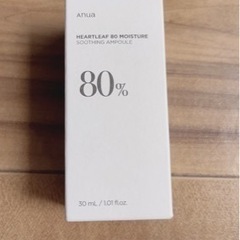 ANUA
HEARTLEAF 80 MOISTURE
SOOTHING AMPOULE
80%
30 mL / 1.01 fl.oz.